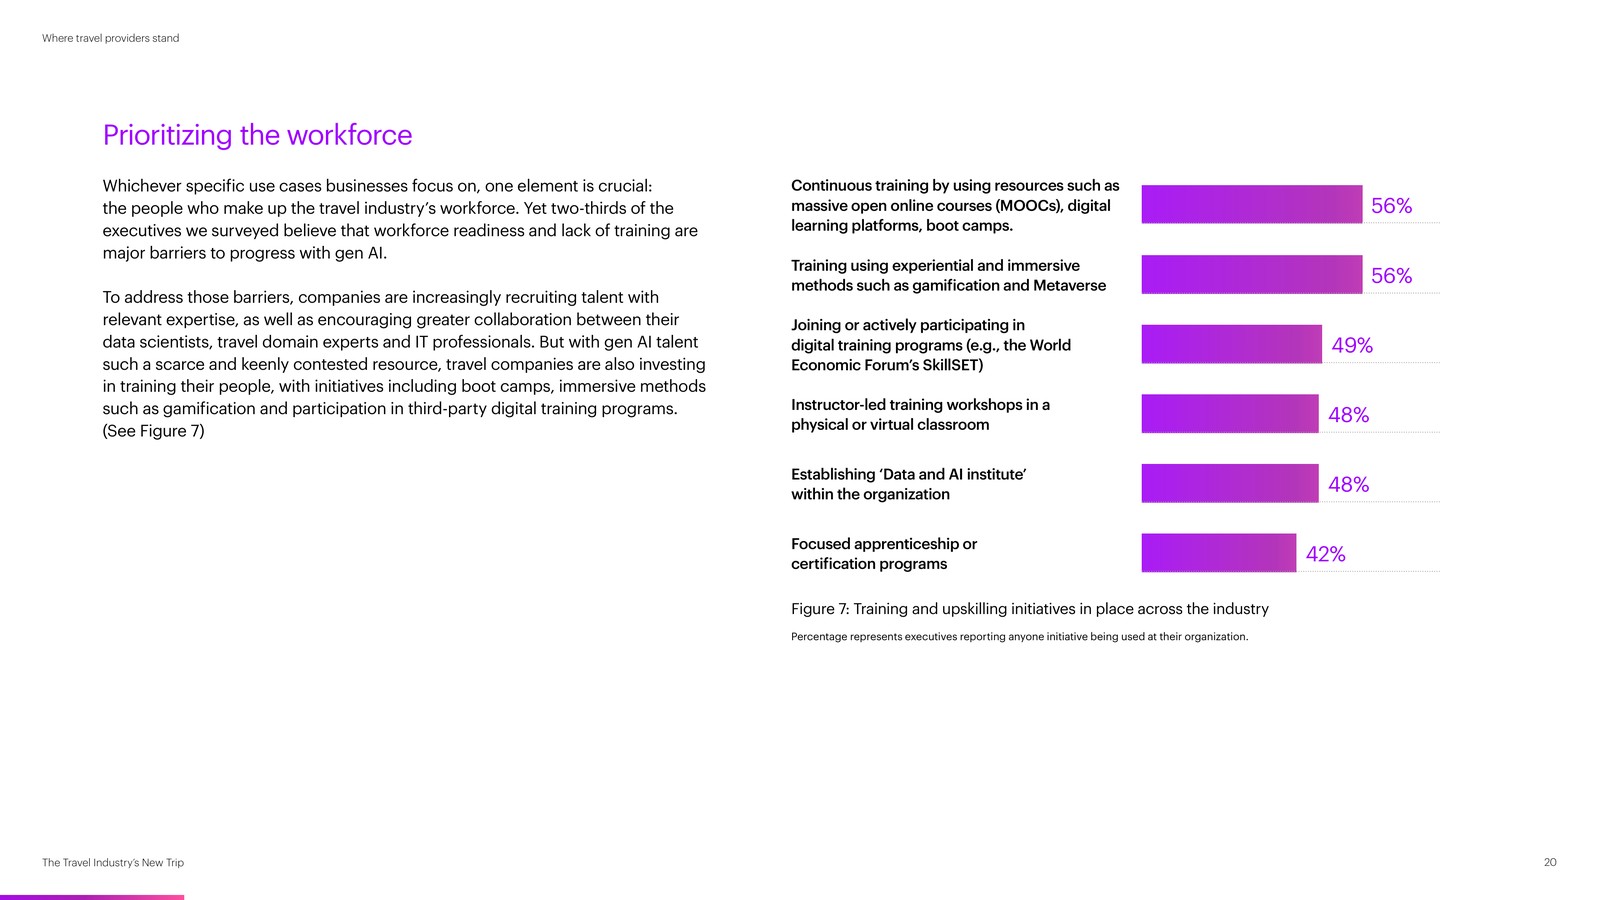 Where travel providers stand
Prioritizing the workforce
Whichever specific use cases businesses focus on, one element is crucial:
the people who make up the travel industry’s workforce. Yet two-thirds of the
executives we surveyed believe that workforce readiness and lack of training are
major barriers to progress with gen AI.
To address those barriers, companies are increasingly recruiting talent with
relevant expertise, as well as encouraging greater collaboration between their
data scientists, travel domain experts and IT professionals. But with gen AI talent
such a scarce and keenly contested resource, travel companies are also investing
in training their people, with initiatives including boot camps, immersive methods
such as gamification and participation in third-party digital training programs.
(See Figure 7)
Continuous training by using resources such as
massive open online courses (MOOCs), digital
learning platforms, boot camps.
56%
Training using experiential and immersive
methods such as gamification and Metaverse
56%
Joining or actively participating in
digital training programs (e.g., the World
Economic Forum’s SkillSET)
49%
Instructor-led training workshops in a
physical or virtual classroom
48%
Establishing ‘Data and AI institute’
within the organization
48%
Focused apprenticeship or
certification programs
42%
Figure 7: Training and upskilling initiatives in place across the industry
Percentage represents executives reporting anyone initiative being used at their organization.
The Travel Industry’s New Trip
20